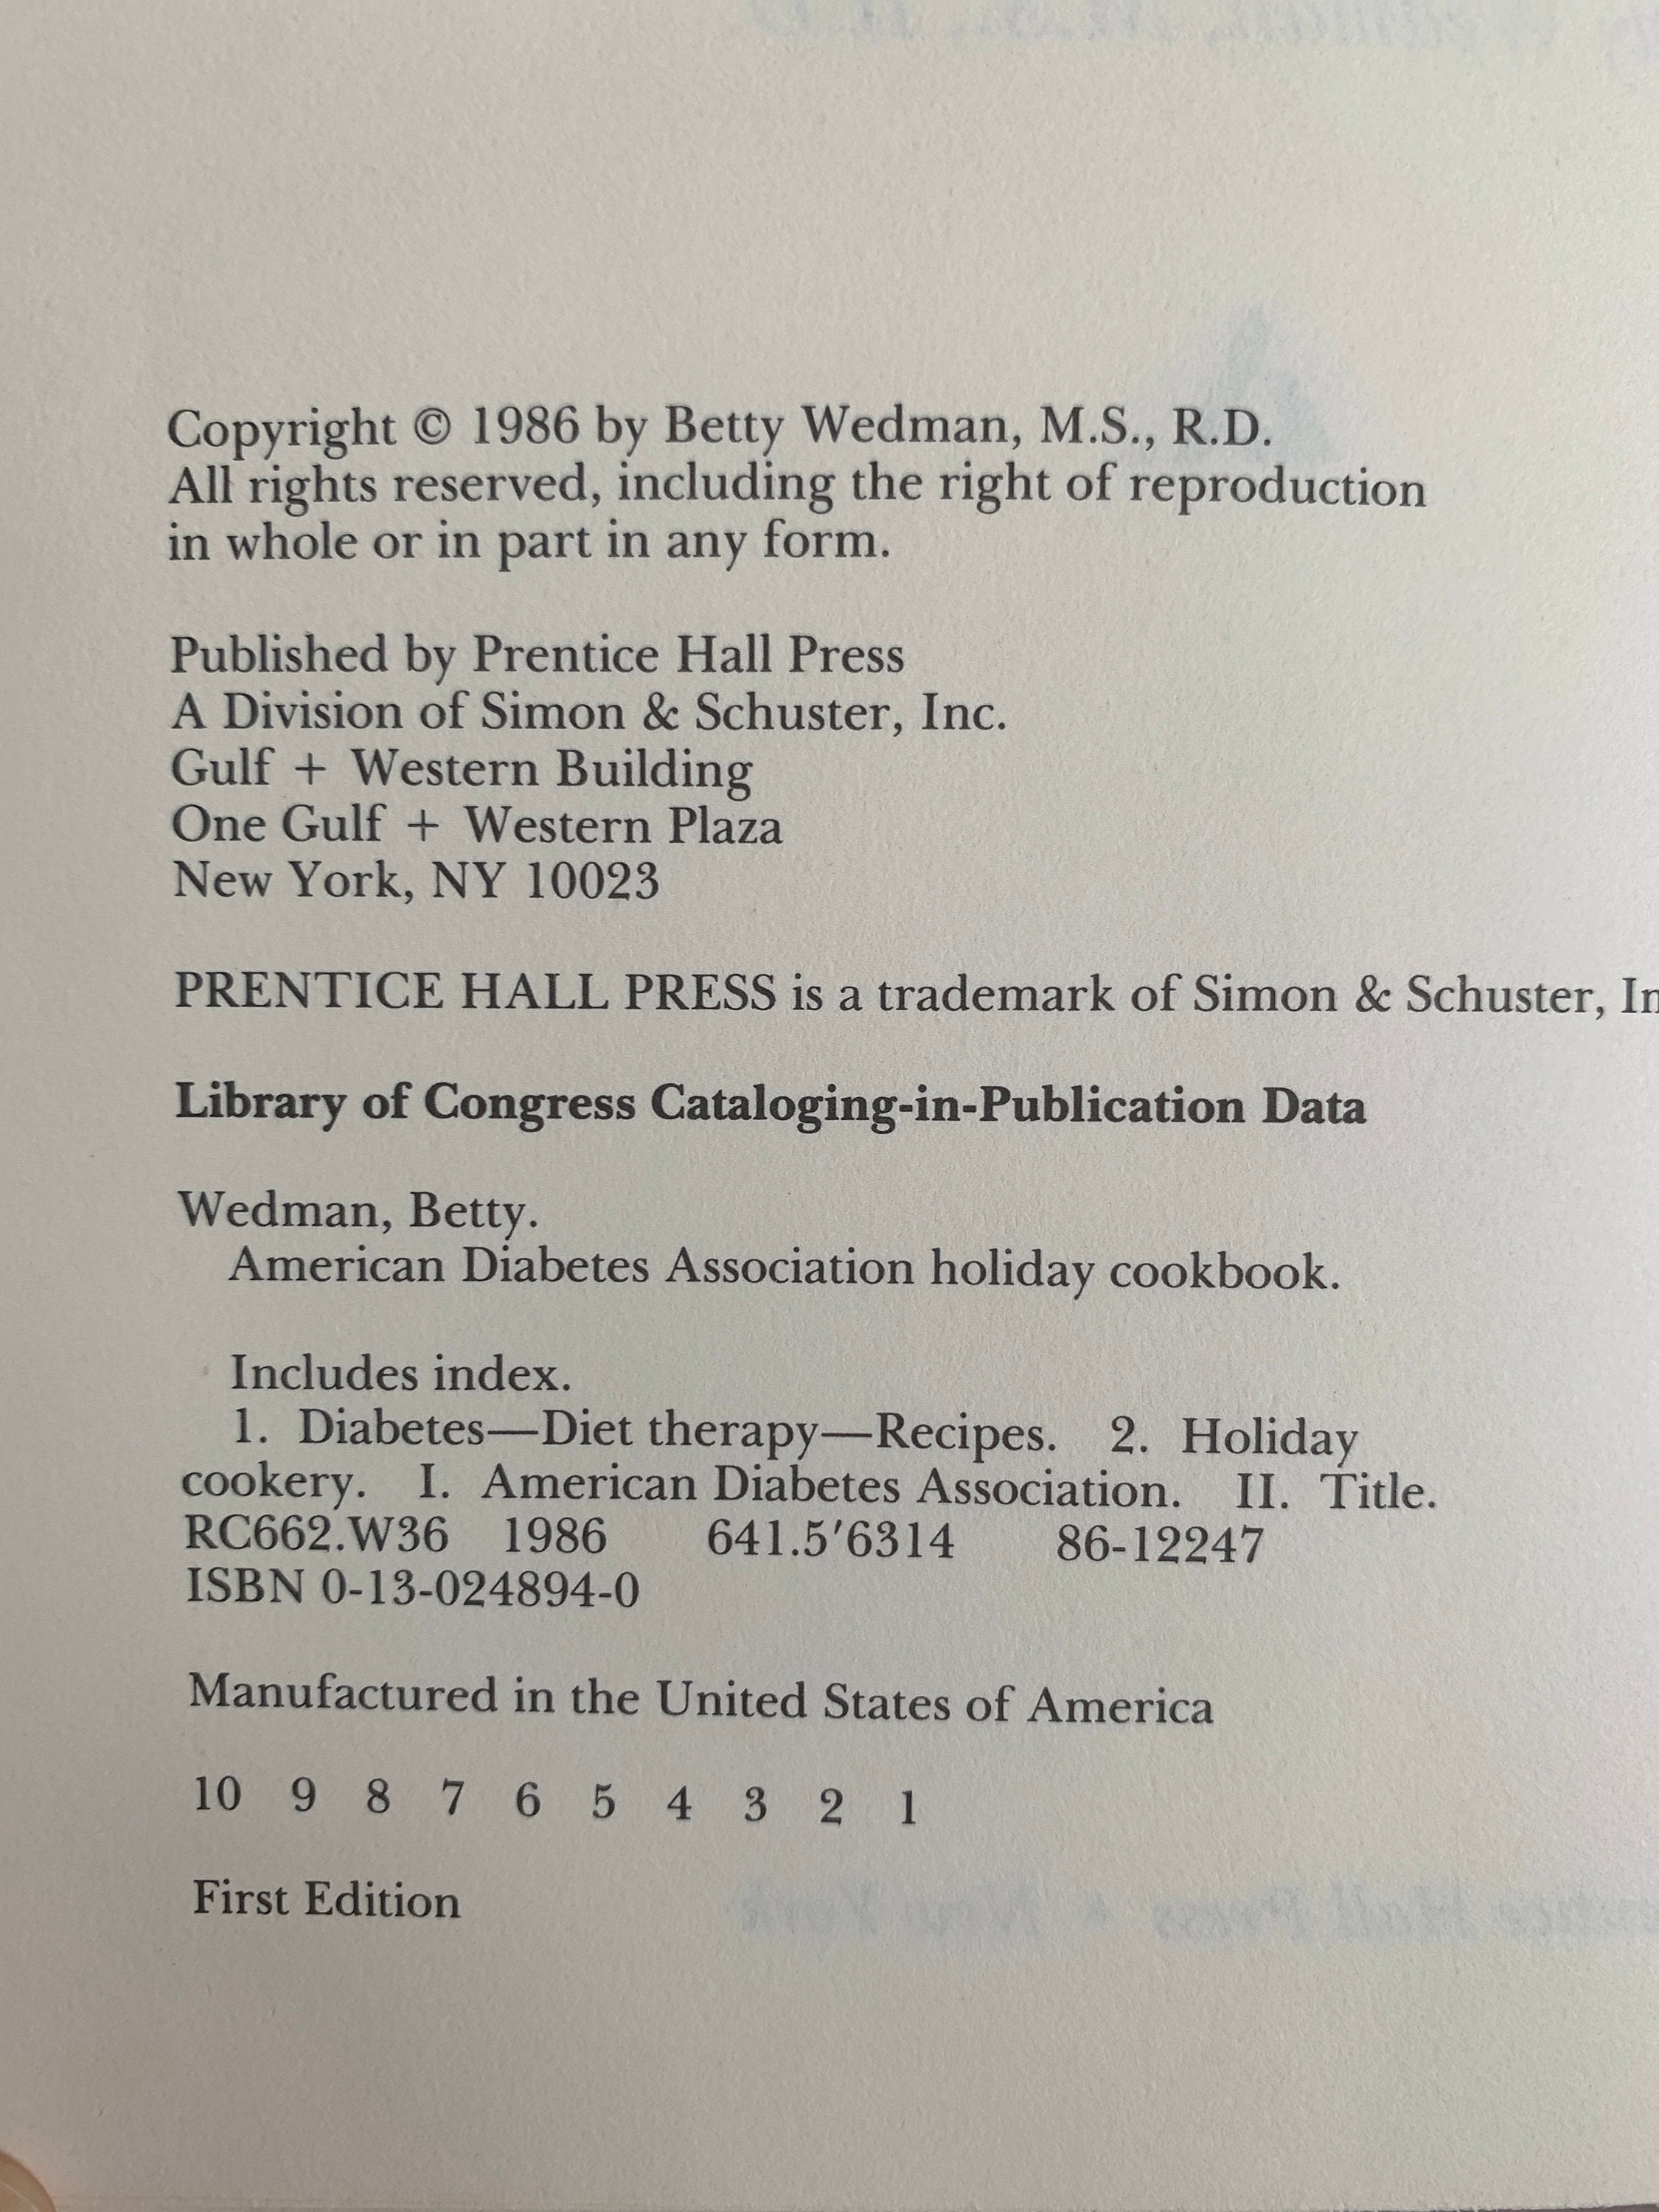 Copyright © 1986 by Betty Wedman, M.S., R.D.
All rights reserved, including the right of reproduction
in whole or in part in any form.
Published by Prentice Hall Press
A Division of Simon & Schuster, Inc.
Gulf + Western Building
One Gulf + Western Plaza
New York, NY 10023
PRENTICE HALL PRESS is a trademark of Simon & Schuster, In
Library of Congress Cataloging-in-Publication Data
Wedman, Betty.
American Diabetes Association holiday cookbook.
Includes index.
1. Diabetes—Diet therapy—Recipes. 2. Holiday
cookery. I. American Diabetes Association. II. Title.
RC662.W36 1986 641.5′6314 86-12247
ISBN 0-13-024894-0
Manufactured in the United States of America
10 9 8 7 6 5 4 3 2 1
First Edition